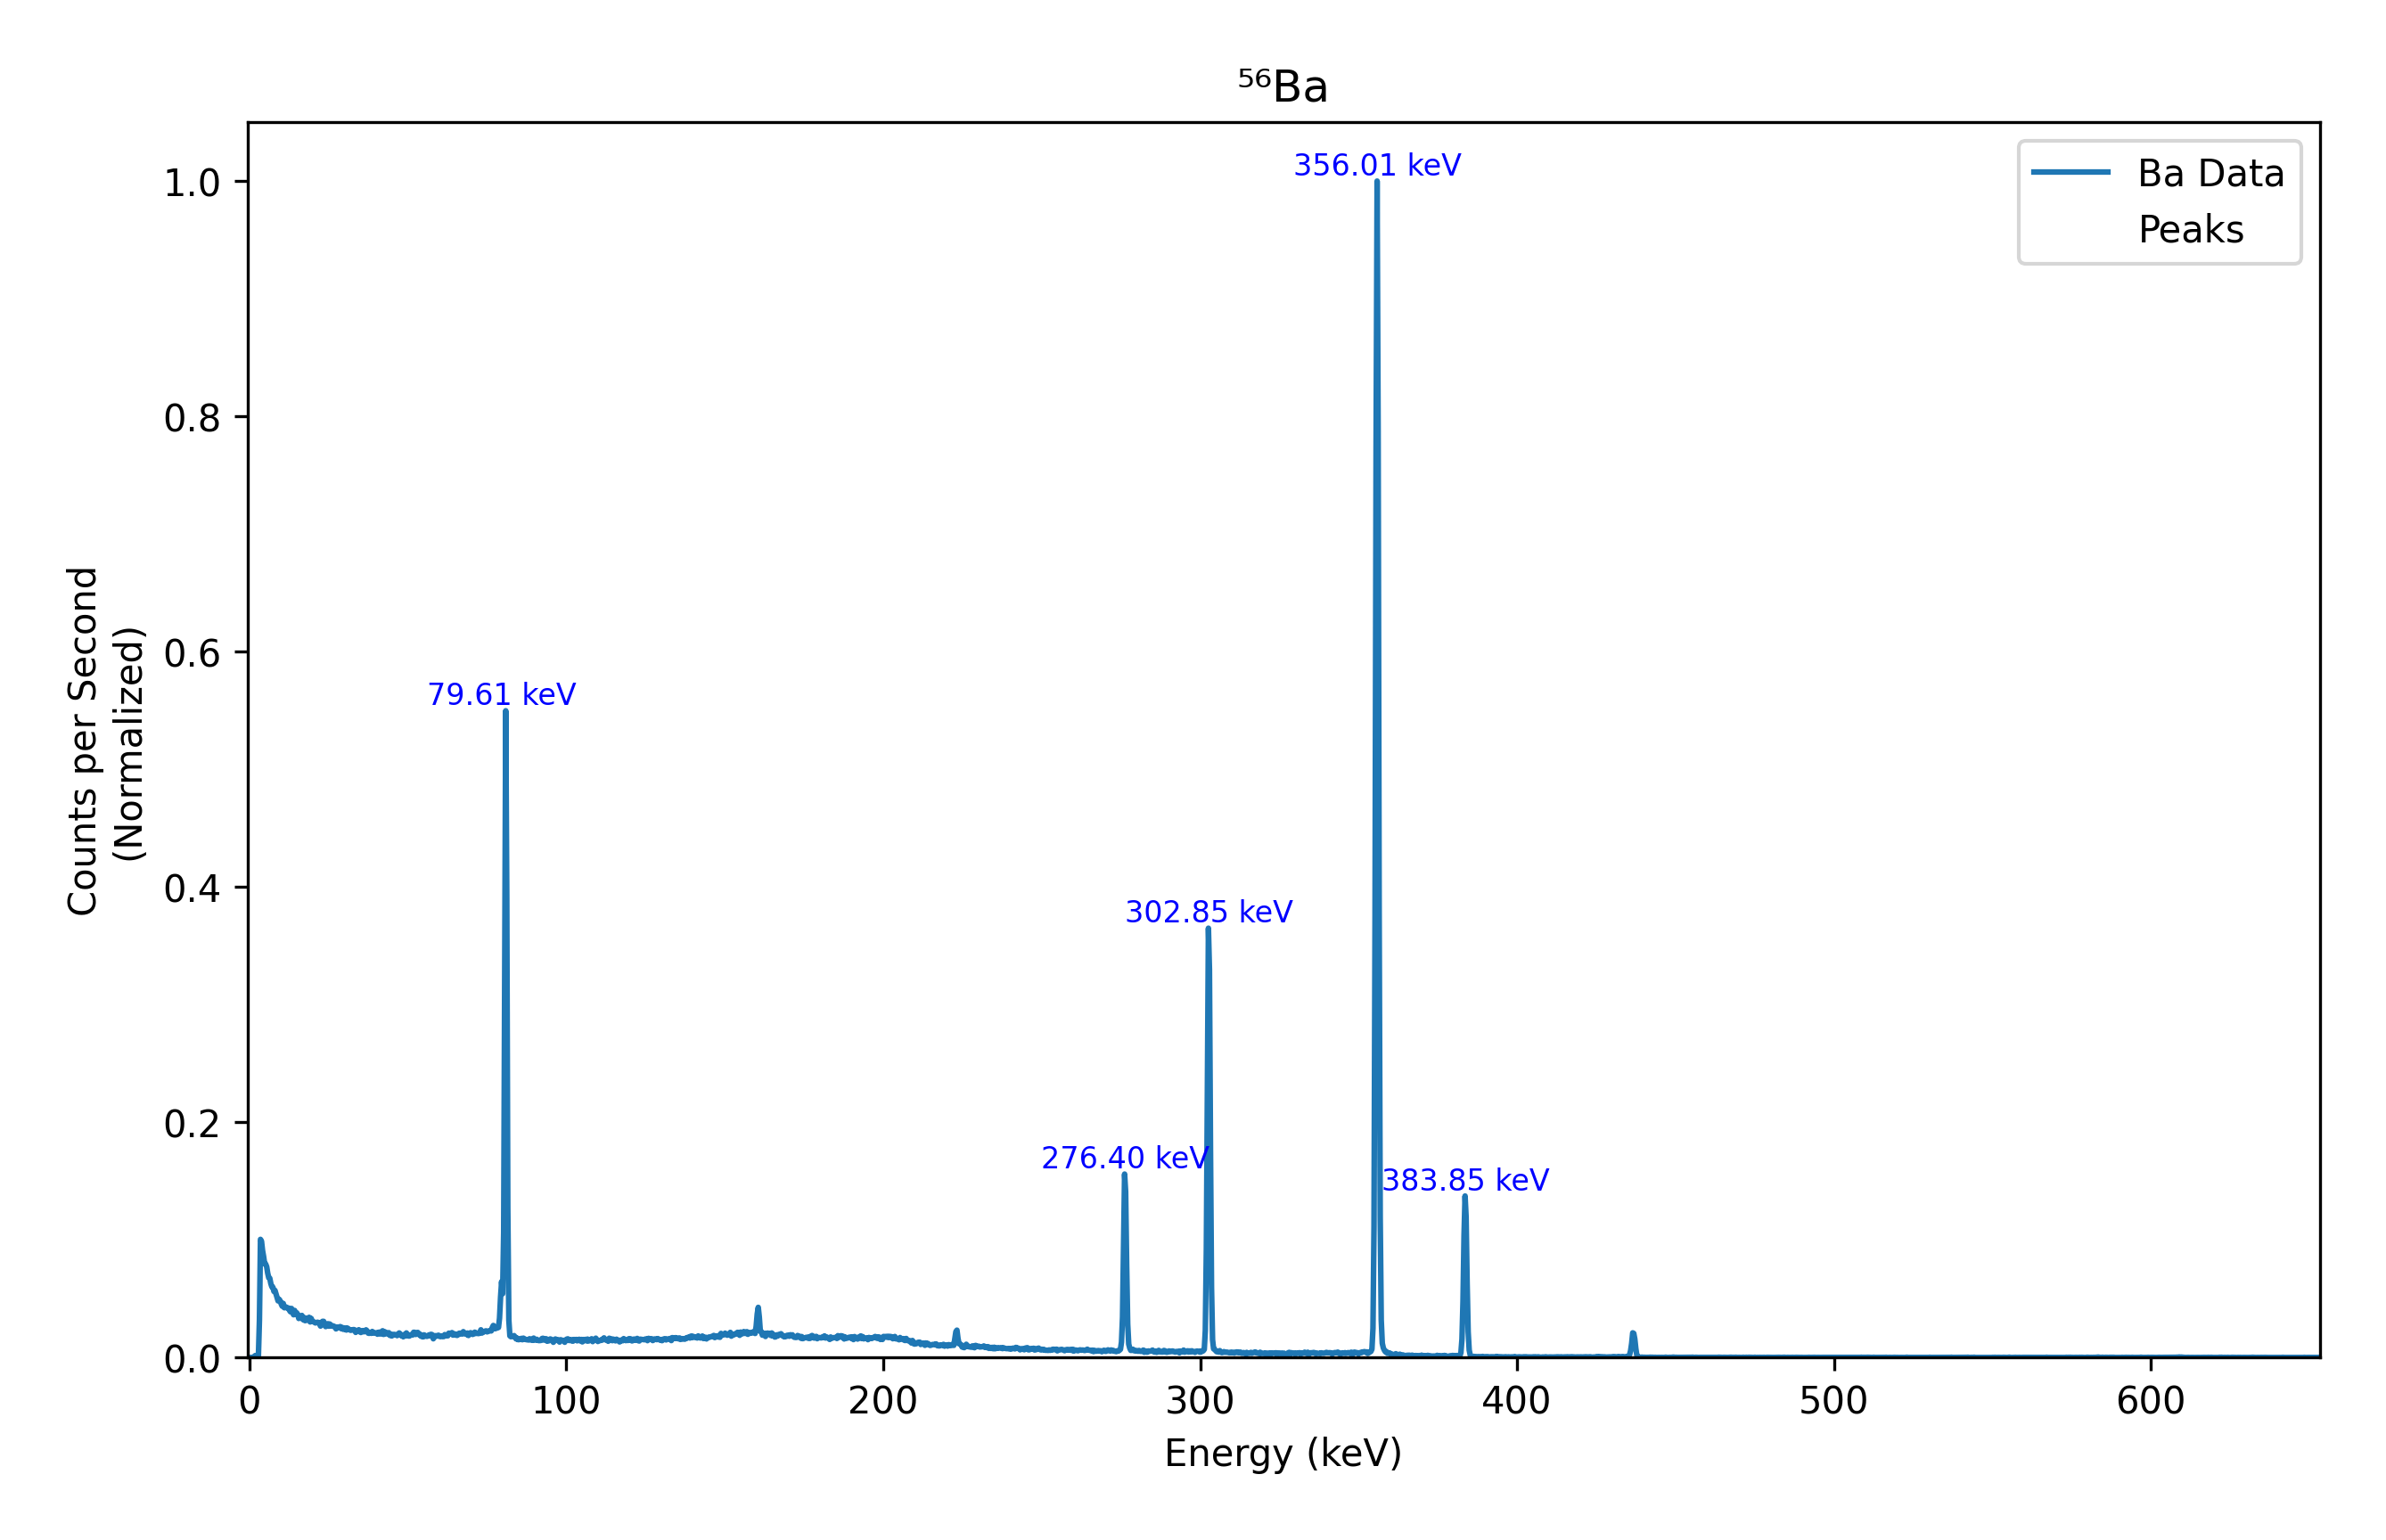 ⁵⁶Ba
Ba Data
Peaks
356.01 keV
79.61 keV
302.85 keV
276.40 keV
383.85 keV
1.0
0.8
0.6
0.4
0.2
0.0
Counts per Second
(Normalized)
0 100 200 300 400 500 600
Energy (keV)